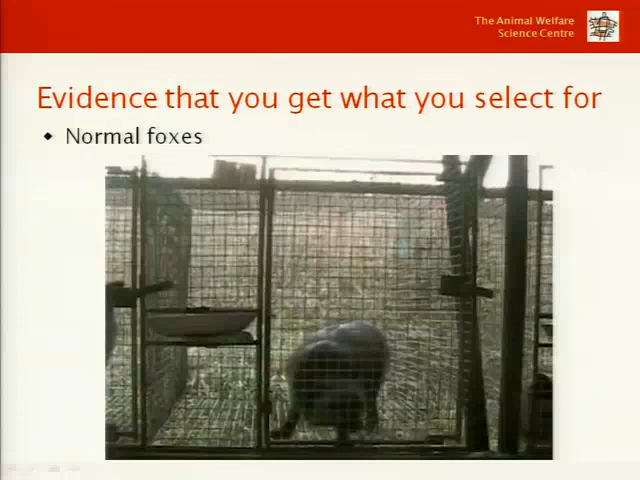 The Animal Welfare
Science Centre
Evidence that you get what you select for
◆ Normal foxes